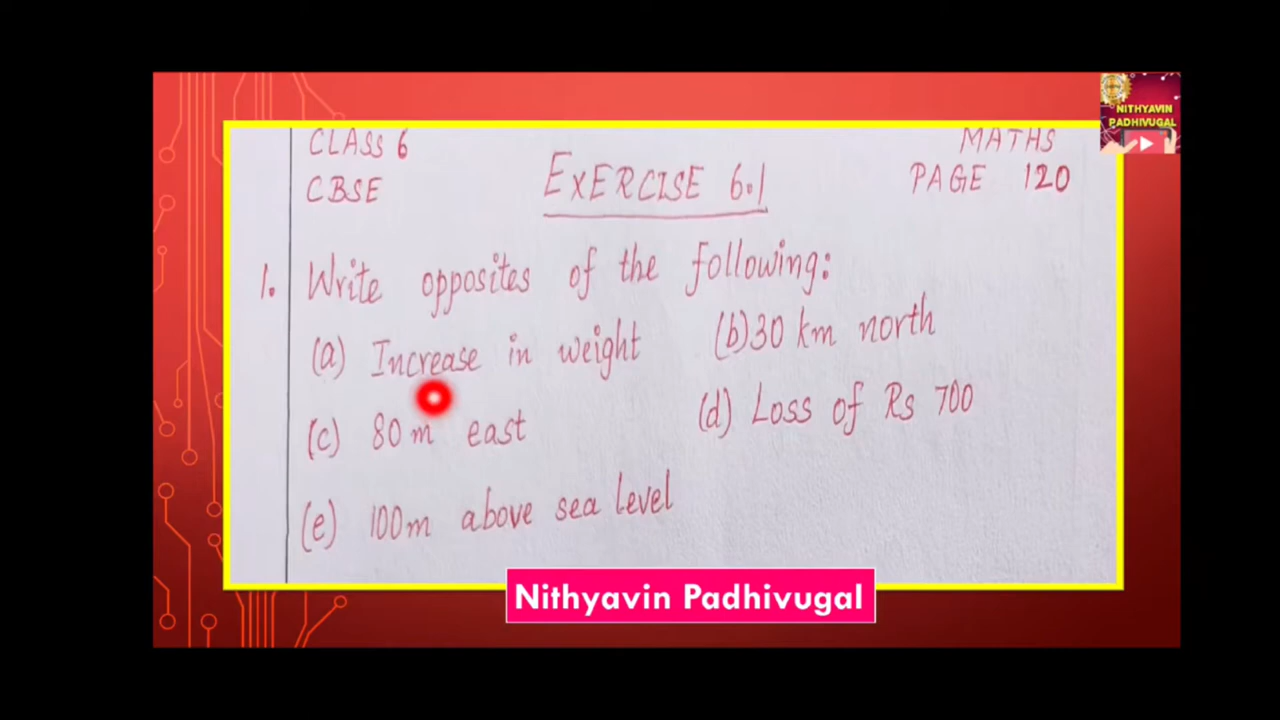 NITHYAVIN
PADHIVUGAL
CLASS 6
MATHS
CBSE
EXERCISE 6.1
PAGE 120
1. Write opposites of the following:
(a) Increase in weight (b) 30 km north
(c) 80 m east (d) Loss of Rs 700
(e) 100m above sea level
Nithyavin Padhivugal